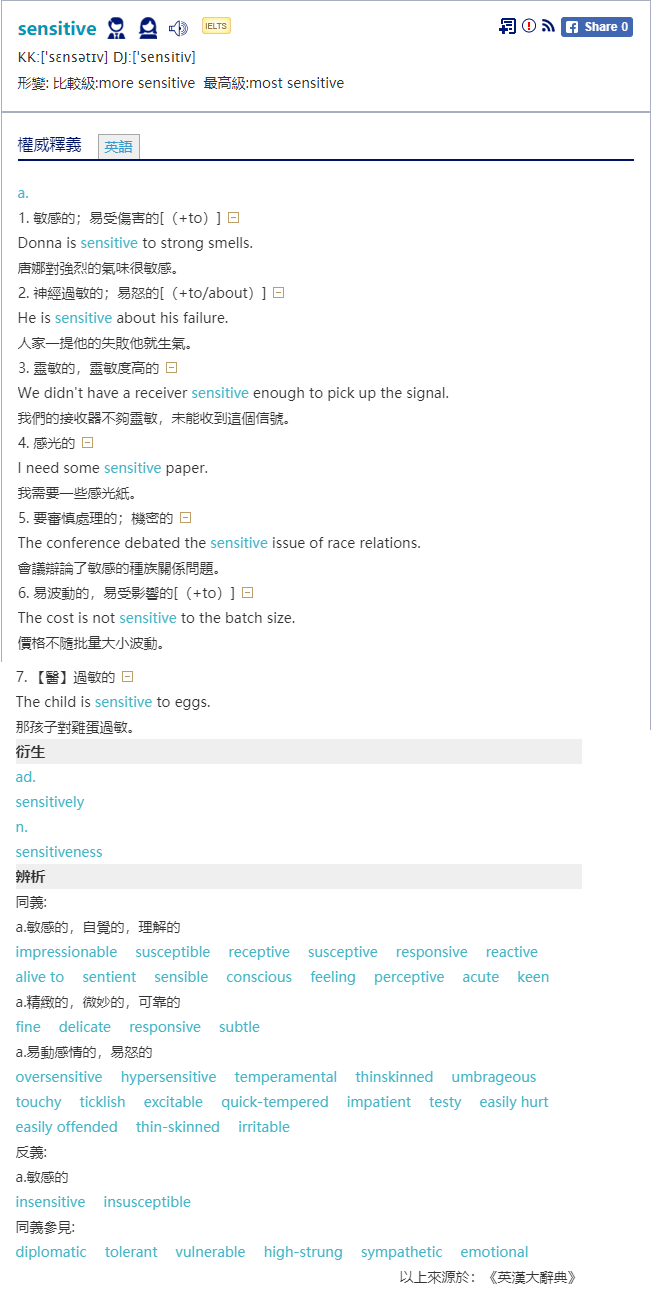 sensitive IELTS Share 0
KK:[ˈsɛnsətɪv] DJ:[ˈsensitiv]
形變: 比較級:more sensitive 最高級:most sensitive
權威釋義 英語
a.
1. 敏感的；易受傷害的[（+to）]
Donna is sensitive to strong smells.
唐娜對強烈的氣味很敏感。
2. 神經過敏的；易怒的[（+to/about）]
He is sensitive about his failure.
人家一提他的失敗他就生氣。
3. 靈敏的，靈敏度高的
We didn't have a receiver sensitive enough to pick up the signal.
我們的接收器不夠靈敏，未能收到這個信號。
4. 感光的
I need some sensitive paper.
我需要一些感光紙。
5. 要審慎處理的；機密的
The conference debated the sensitive issue of race relations.
會議辯論了敏感的種族關係問題。
6. 易波動的，易受影響的[（+to）]
The cost is not sensitive to the batch size.
價格不隨批量大小波動。
7. 【醫】過敏的
The child is sensitive to eggs.
那孩子對雞蛋過敏。
衍生
ad.
sensitively
n.
sensitiveness
辨析
同義:
a.敏感的，自覺的，理解的
impressionable susceptible receptive susceptive responsive reactive
alive to sentient sensible conscious feeling perceptive acute keen
a.精緻的，微妙的，可靠的
fine delicate responsive subtle
a.易動感情的，易怒的
oversensitive hypersensitive temperamental thinskinned umbrageous
touchy ticklish excitable quick-tempered impatient testy easily hurt
easily offended thin-skinned irritable
反義:
a.敏感的
insensitive insusceptible
同義參見:
diplomatic tolerant vulnerable high-strung sympathetic emotional
以上來源於：《英漢大辭典》